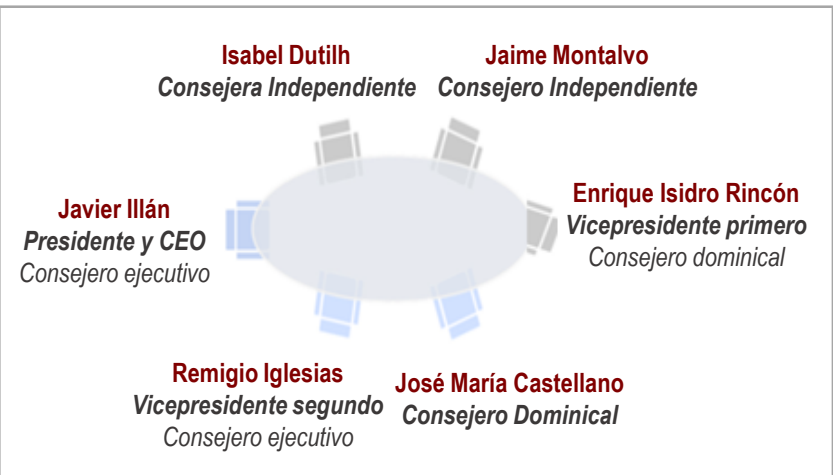 Isabel Dutilh
Consejera Independiente
Jaime Montalvo
Consejero Independiente
Javier Illán
Presidente y CEO
Consejero ejecutivo
Enrique Isidro Rincón
Vicepresidente primero
Consejero dominical
Remigio Iglesias
Vicepresidente segundo
Consejero ejecutivo
José María Castellano
Consejero Dominical